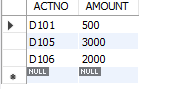 ACTNO AMOUNT
D101 500
D105 3000
D106 2000
NULL NULL